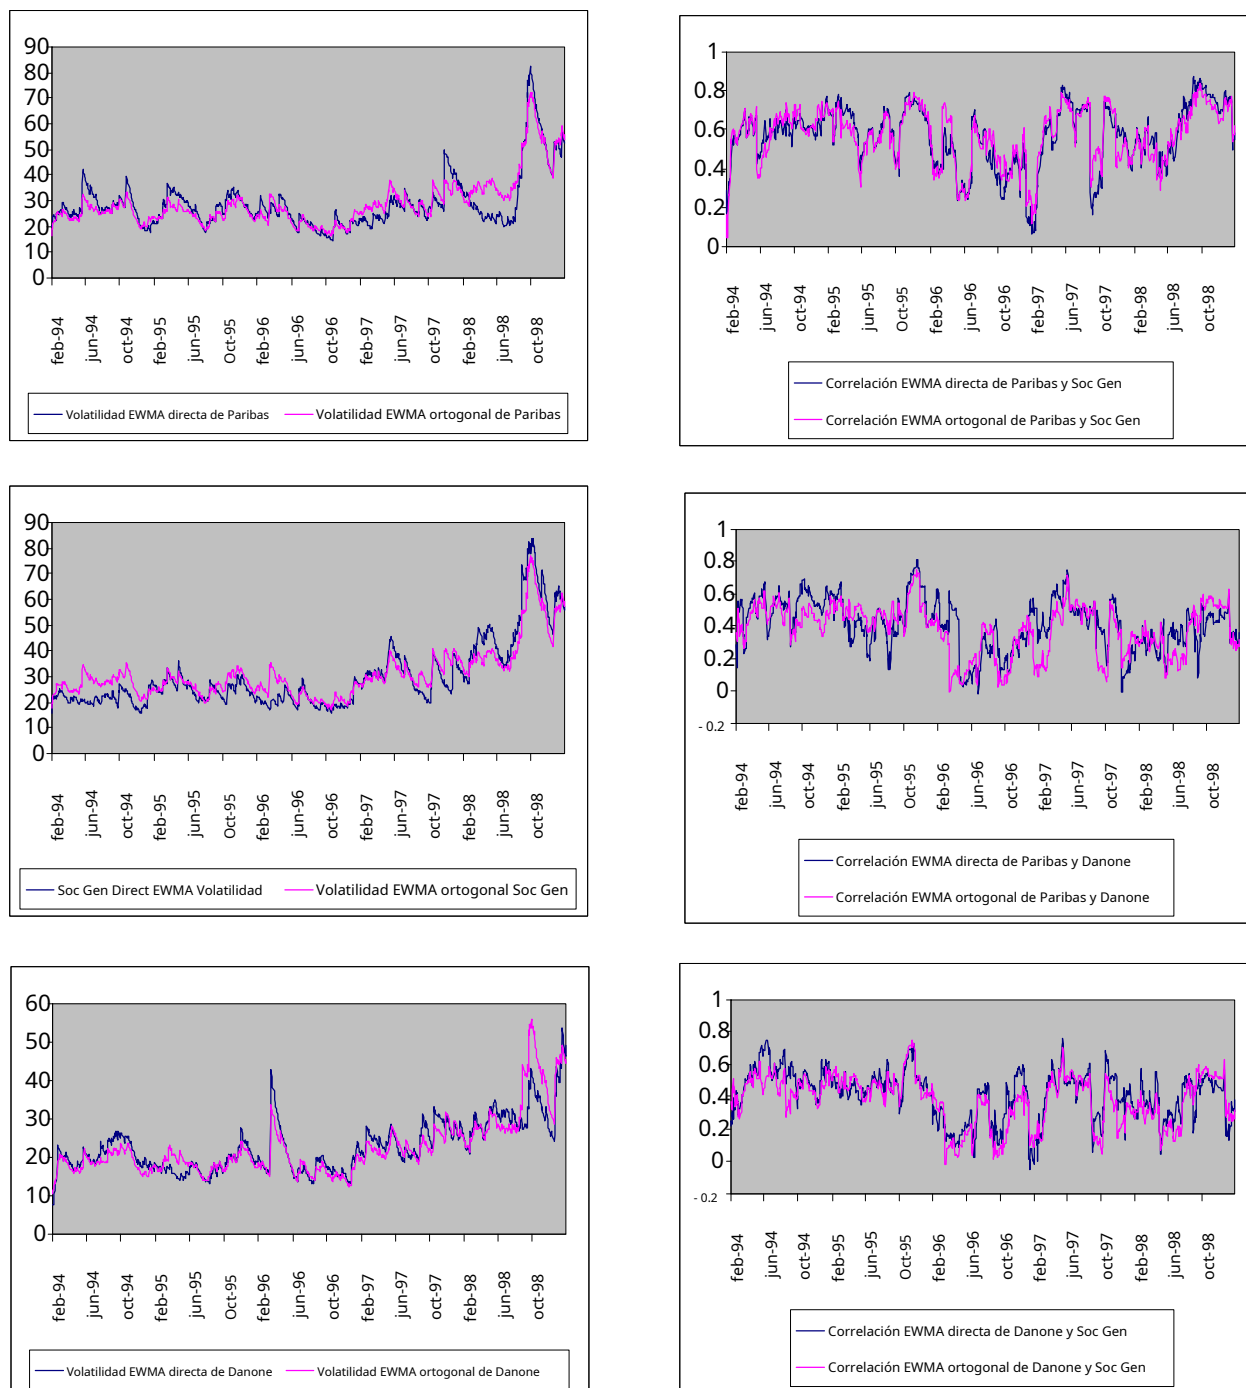 90
80
70
60
50
40
30
20
10
0
feb-94
jun-94
oct-94
feb-95
jun-95
Oct-95
feb-96
jun-96
oct-96
feb-97
jun-97
oct-97
feb-98
jun-98
oct-98
Volatilidad EWMA directa de Paribas
Volatilidad EWMA ortogonal de Paribas
1
0.8
0.6
0.4
0.2
0
feb-94
jun-94
oct-94
feb-95
jun-95
Oct-95
feb-96
jun-96
oct-96
feb-97
jun-97
oct-97
feb-98
jun-98
oct-98
Correlación EWMA directa de Paribas y Soc Gen
Correlación EWMA ortogonal de Paribas y Soc Gen
90
80
70
60
50
40
30
20
10
0
feb-94
jun-94
oct-94
feb-95
jun-95
Oct-95
feb-96
jun-96
oct-96
feb-97
jun-97
oct-97
feb-98
jun-98
oct-98
Soc Gen Direct EWMA Volatilidad
Volatilidad EWMA ortogonal Soc Gen
1
0.8
0.6
0.4
0.2
0
- 0.2
feb-94
jun-94
oct-94
feb-95
jun-95
Oct-95
feb-96
jun-96
oct-96
feb-97
jun-97
oct-97
feb-98
jun-98
oct-98
Correlación EWMA directa de Paribas y Danone
Correlación EWMA ortogonal de Paribas y Danone
60
50
40
30
20
10
0
feb-94
jun-94
oct-94
feb-95
jun-95
Oct-95
feb-96
jun-96
oct-96
feb-97
jun-97
oct-97
feb-98
jun-98
oct-98
Volatilidad EWMA directa de Danone
Volatilidad EWMA ortogonal de Danone
1
0.8
0.6
0.4
0.2
0
- 0.2
feb-94
jun-94
oct-94
feb-95
jun-95
Oct-95
feb-96
jun-96
oct-96
feb-97
jun-97
oct-97
feb-98
jun-98
oct-98
Correlación EWMA directa de Danone y Soc Gen
Correlación EWMA ortogonal de Danone y Soc Gen